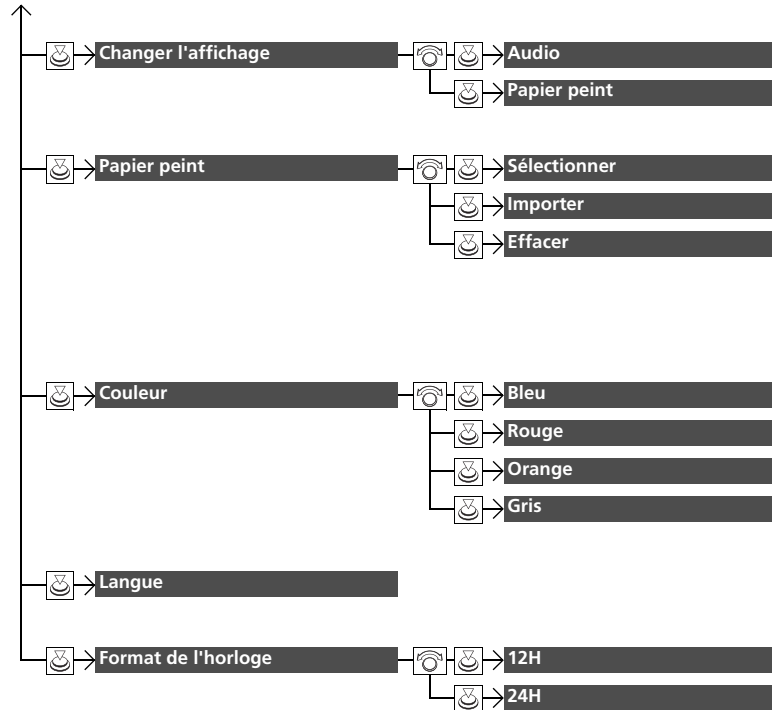 Changer l'affichage
Audio
Papier peint
Papier peint
Sélectionner
Importer
Effacer
Couleur
Bleu
Rouge
Orange
Gris
Langue
Format de l'horloge
12H
24H